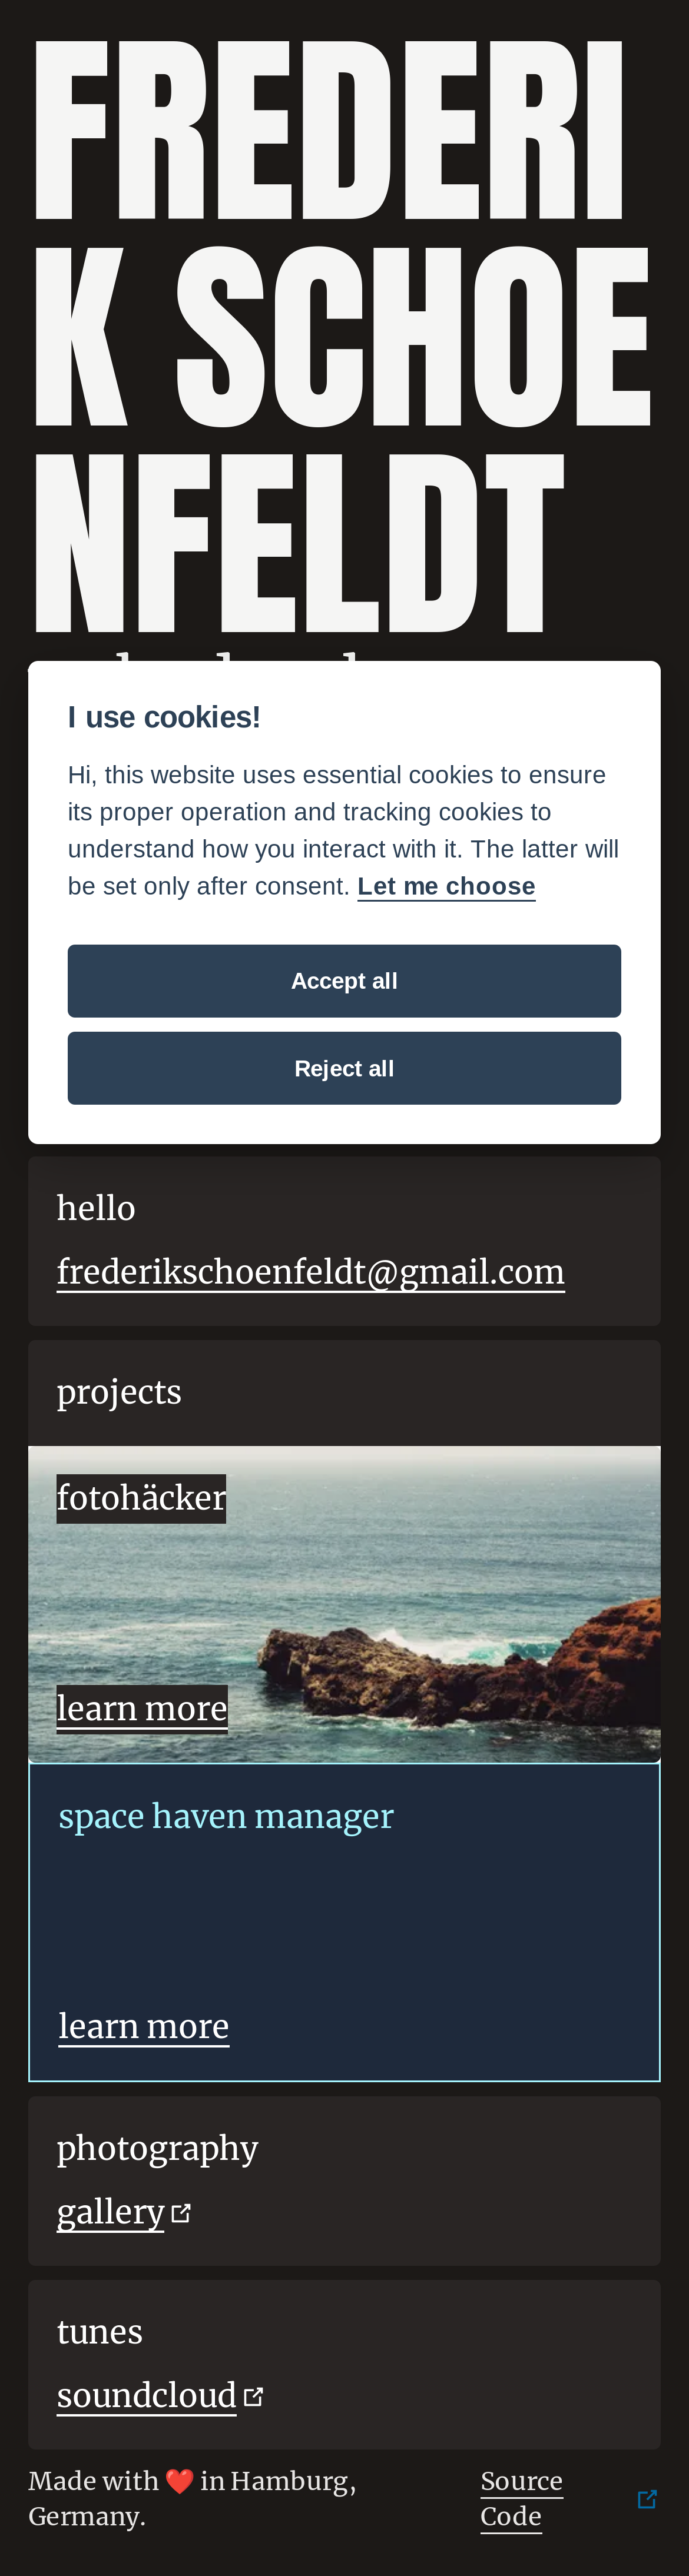 FREDERI
K SCHOE
NFELDT
I use cookies!
Hi, this website uses essential cookies to ensure
its proper operation and tracking cookies to
understand how you interact with it. The latter will
be set only after consent. Let me choose
Accept all
Reject all
hello
frederikschoenfeldt@gmail.com
projects
fotohäcker
learn more
space haven manager
learn more
photography
gallery
tunes
soundcloud
Made with ❤️ in Hamburg,
Germany.
Source
Code